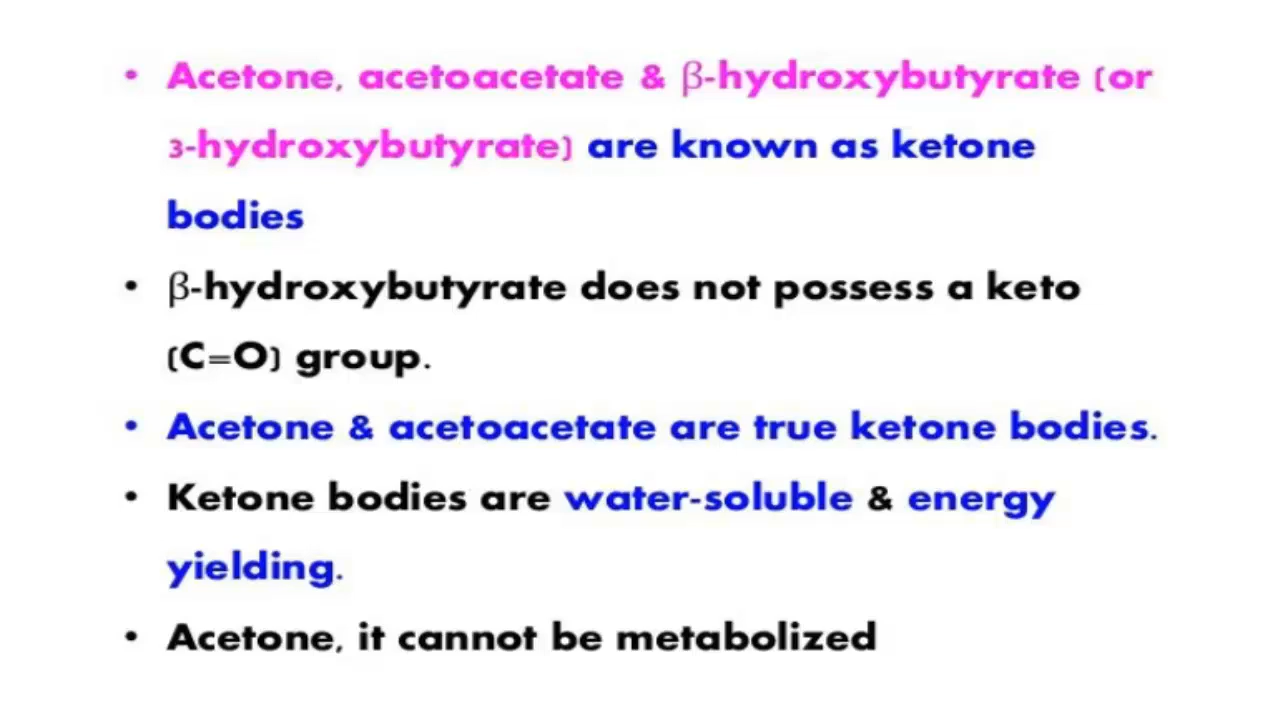 • Acetone, acetoacetate & β-hydroxybutyrate (or
3-hydroxybutyrate) are known as ketone
bodies
• β-hydroxybutyrate does not possess a keto
(C=O) group.
• Acetone & acetoacetate are true ketone bodies.
• Ketone bodies are water-soluble & energy
yielding.
• Acetone, it cannot be metabolized